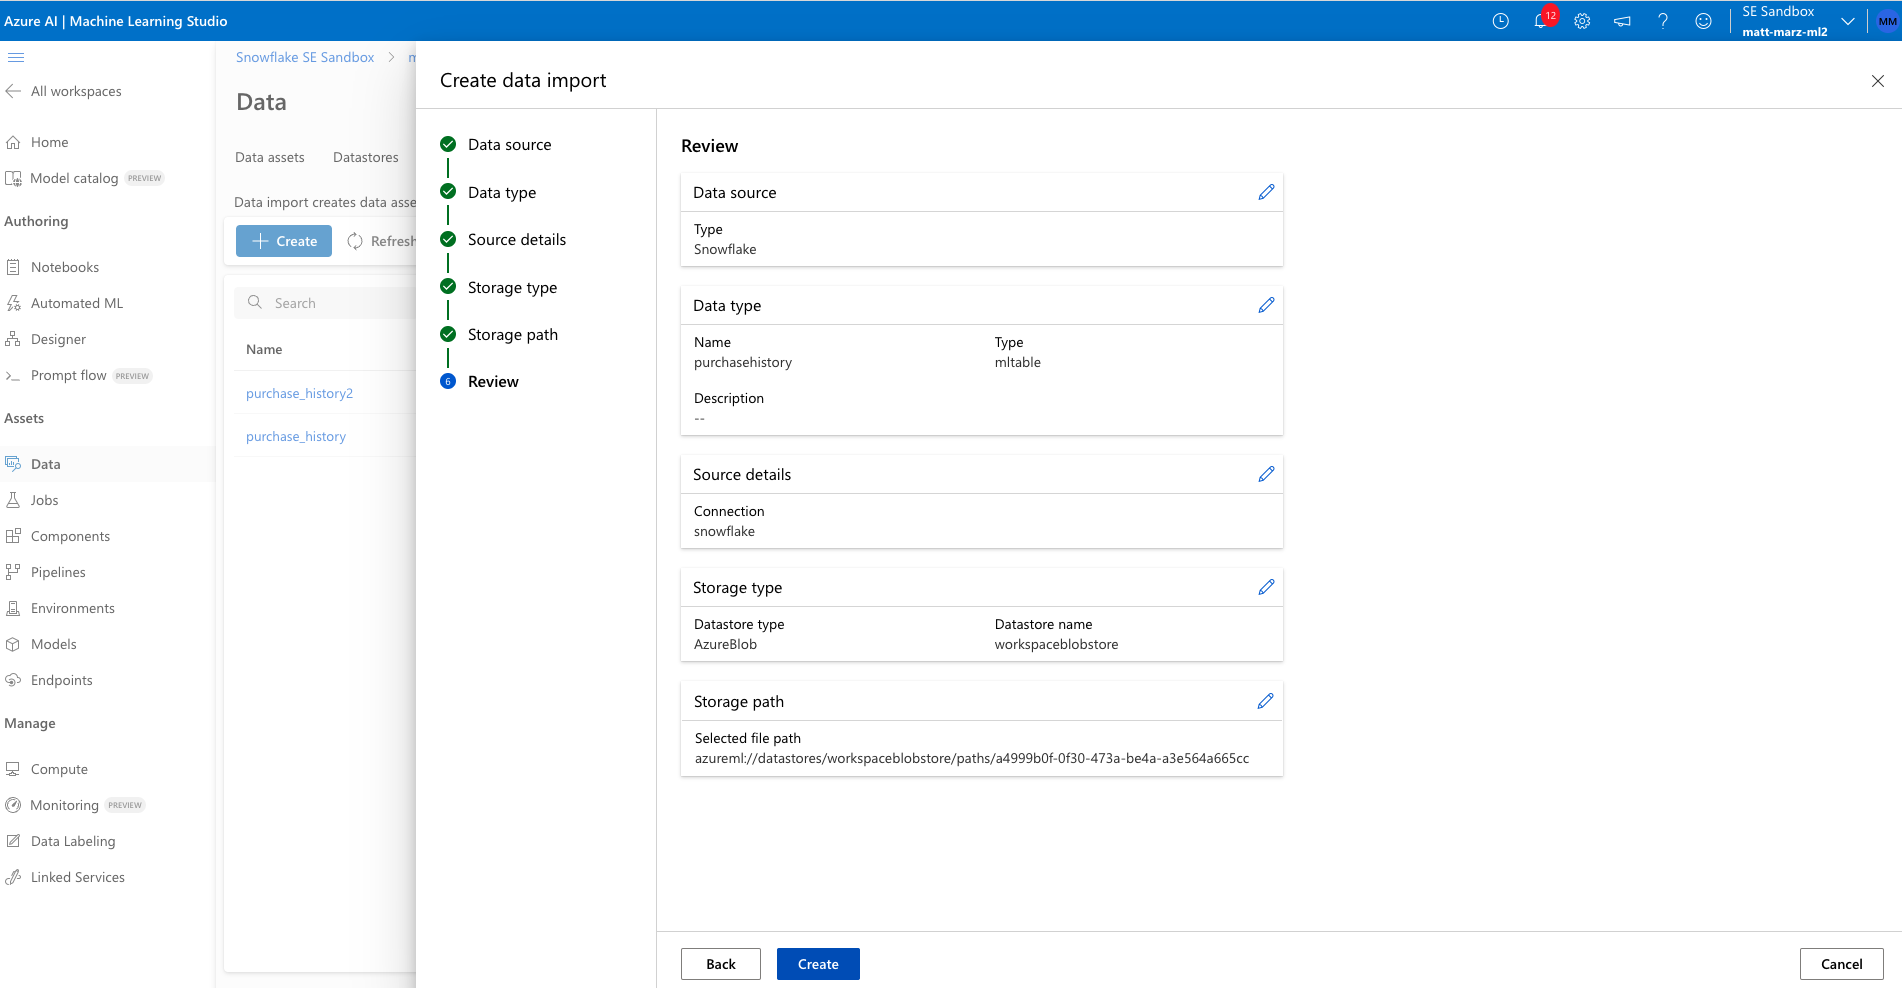 Azure AI | Machine Learning Studio
12
SE Sandbox
matt-marz-ml2
MM
All workspaces
Home
Model catalog PREVIEW
Authoring
Notebooks
Automated ML
Designer
Prompt flow PREVIEW
Assets
Data
Jobs
Components
Pipelines
Environments
Models
Endpoints
Manage
Compute
Monitoring PREVIEW
Data Labeling
Linked Services
Snowflake SE Sandbox > m
Data
Data assets Datastores
Data import creates data asse
Create Refresh
Search
Name
purchase_history2
purchase_history
Create data import
Data source
Data type
Source details
Storage type
Storage path
6 Review
Review
Data source
Type
Snowflake
Data type
Name Type
purchasehistory mltable
Description
--
Source details
Connection
snowflake
Storage type
Datastore type Datastore name
AzureBlob workspaceblobstore
Storage path
Selected file path
azureml://datastores/workspaceblobstore/paths/a4999b0f-0f30-473a-be4a-a3e564a665cc
Back Create Cancel